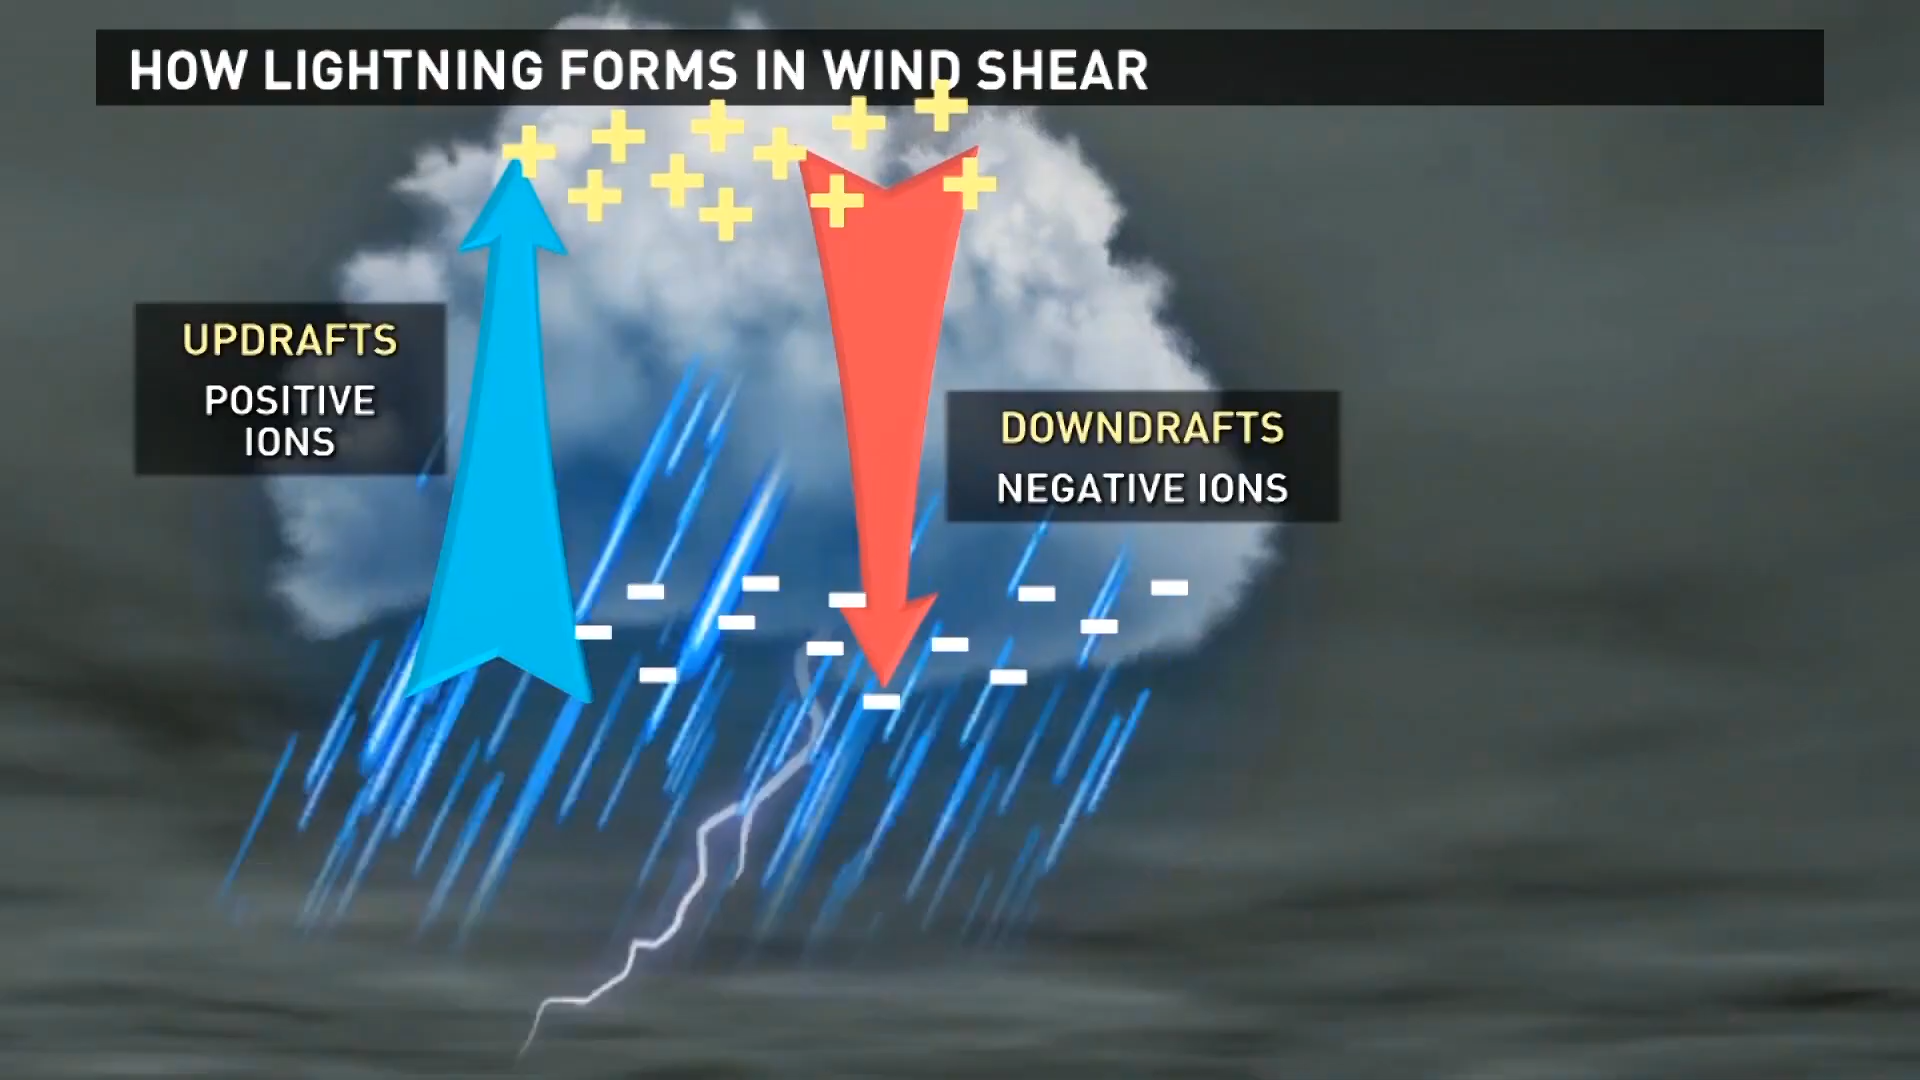 HOW LIGHTNING FORMS IN WIND SHEAR
UPDRAFTS
POSITIVE
IONS
DOWNDRAFTS
NEGATIVE IONS